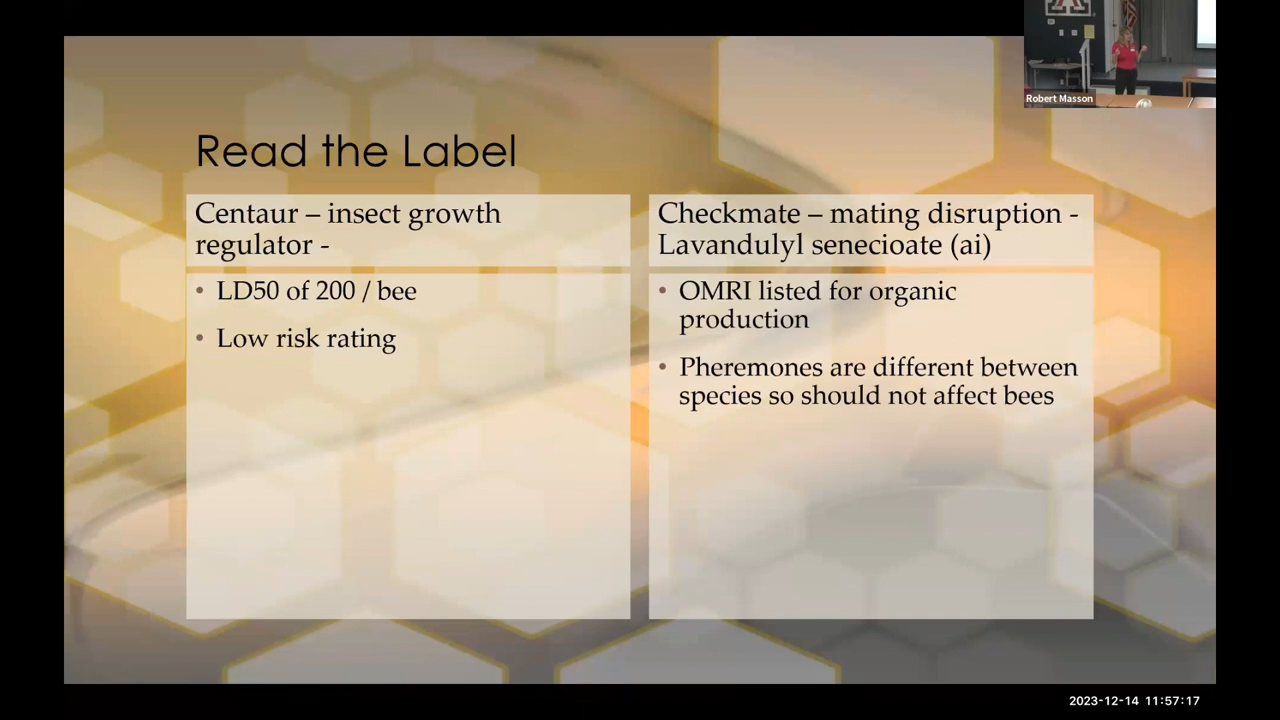 Robert Masson
Read the Label
Centaur – insect growth
regulator -
• LD50 of 200 / bee
• Low risk rating
Checkmate – mating disruption -
Lavandulyl senecioate (ai)
• OMRI listed for organic
production
• Pheremones are different between
species so should not affect bees
2023-12-14 11:57:17